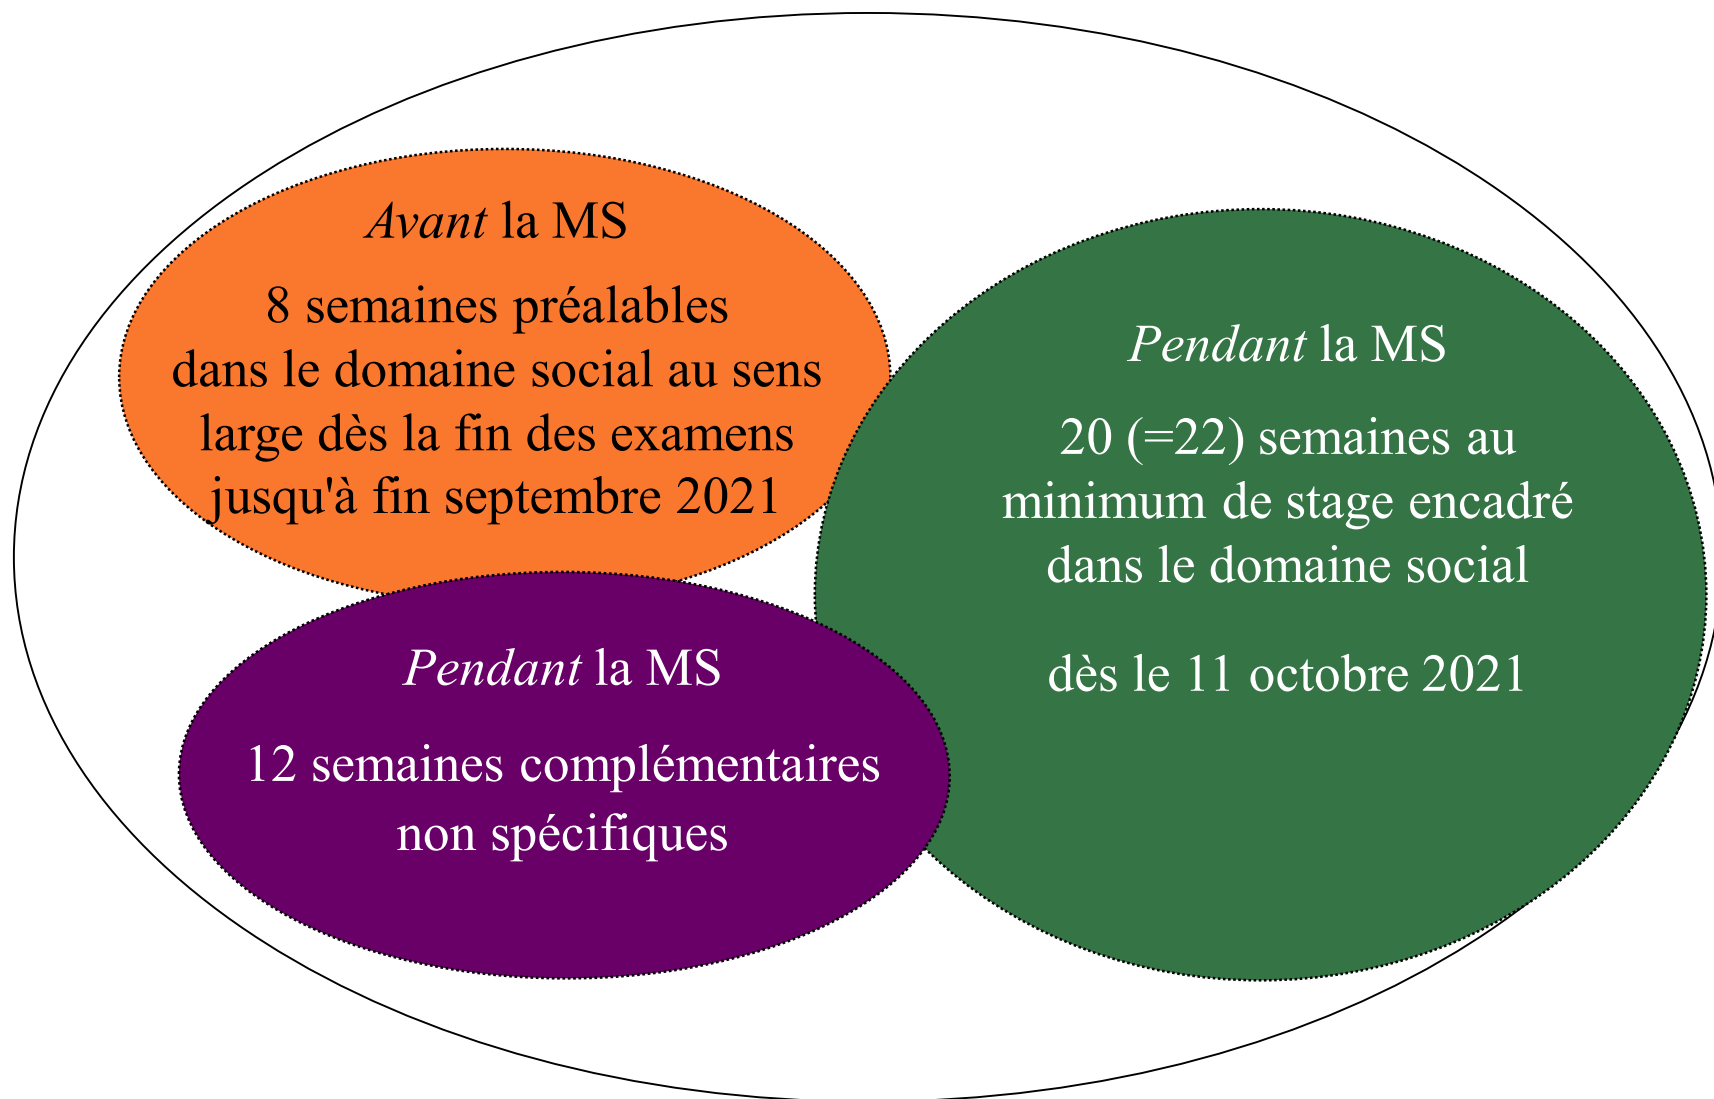 Avant la MS
8 semaines préalables
dans le domaine social au sens
large dès la fin des examens
jusqu'à fin septembre 2021
Pendant la MS
20 (=22) semaines au
minimum de stage encadré
dans le domaine social
dès le 11 octobre 2021
Pendant la MS
12 semaines complémentaires
non spécifiques